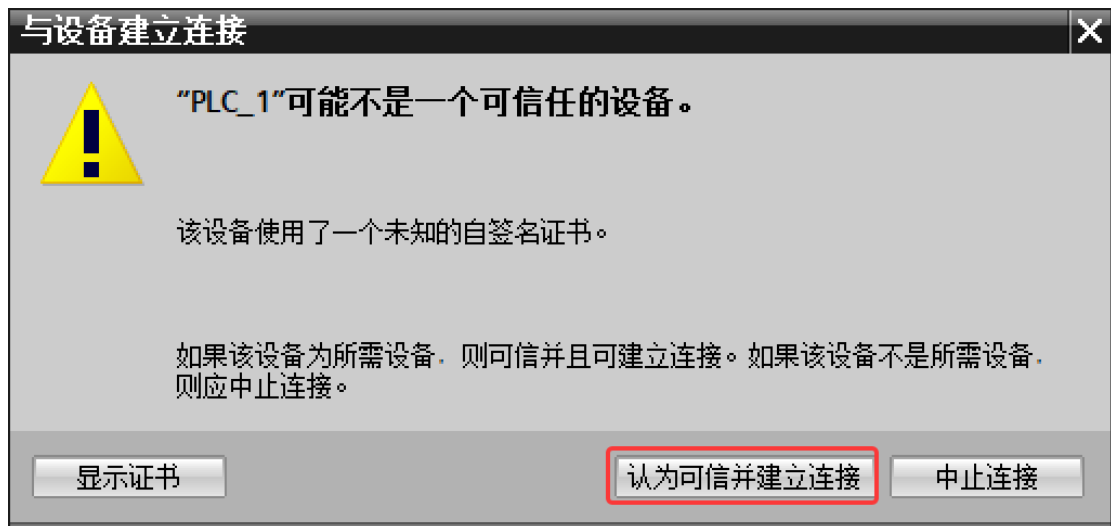 与设备建立连接
“PLC_1”可能不是一个可信任的设备。
该设备使用了一个未知的自签名证书。
如果该设备为所需设备，则可信并且可建立连接。如果该设备不是所需设备，
则应中止连接。
显示证书 认为可信并建立连接 中止连接